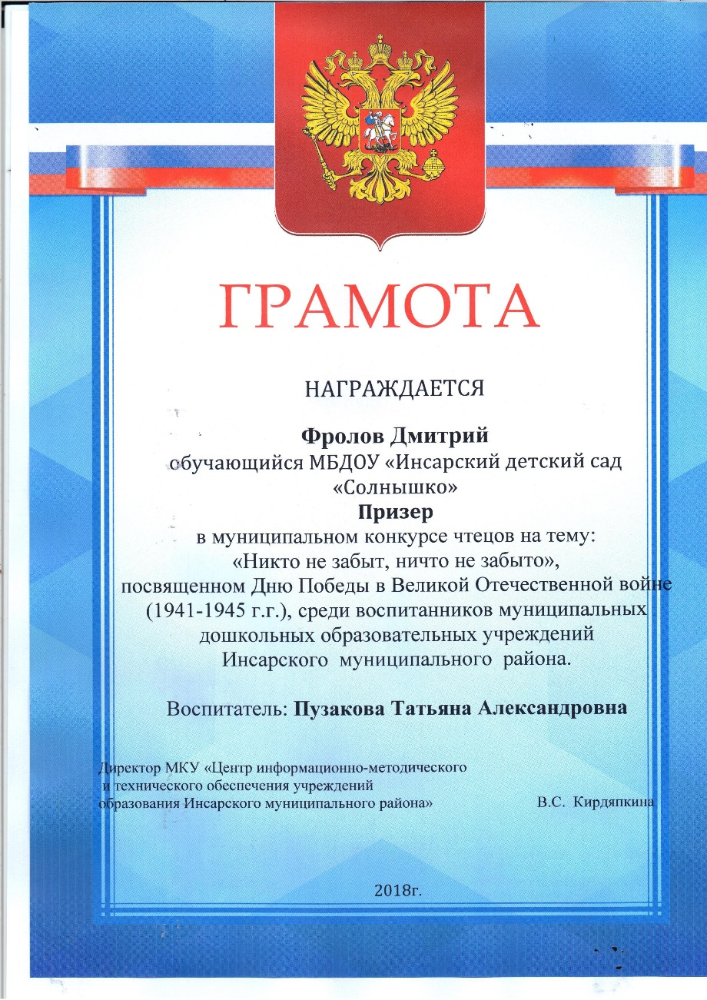 ГРАМОТА
НАГРАЖДАЕТСЯ
Фролов Дмитрий
обучающийся МБДОУ «Инсарский детский сад
«Солнышко»
Призер
в муниципальном конкурсе чтецов на тему:
«Никто не забыт, ничто не забыто»,
посвященном Дню Победы в Великой Отечественной войне
(1941-1945 г.г.), среди воспитанников муниципальных
дошкольных образовательных учреждений
Инсарского муниципального района.
Воспитатель: Пузакова Татьяна Александровна
Директор МКУ «Центр информационно-методического
и технического обеспечения учреждений
образования Инсарского муниципального района» В.С. Кирдяпкина
2018г.